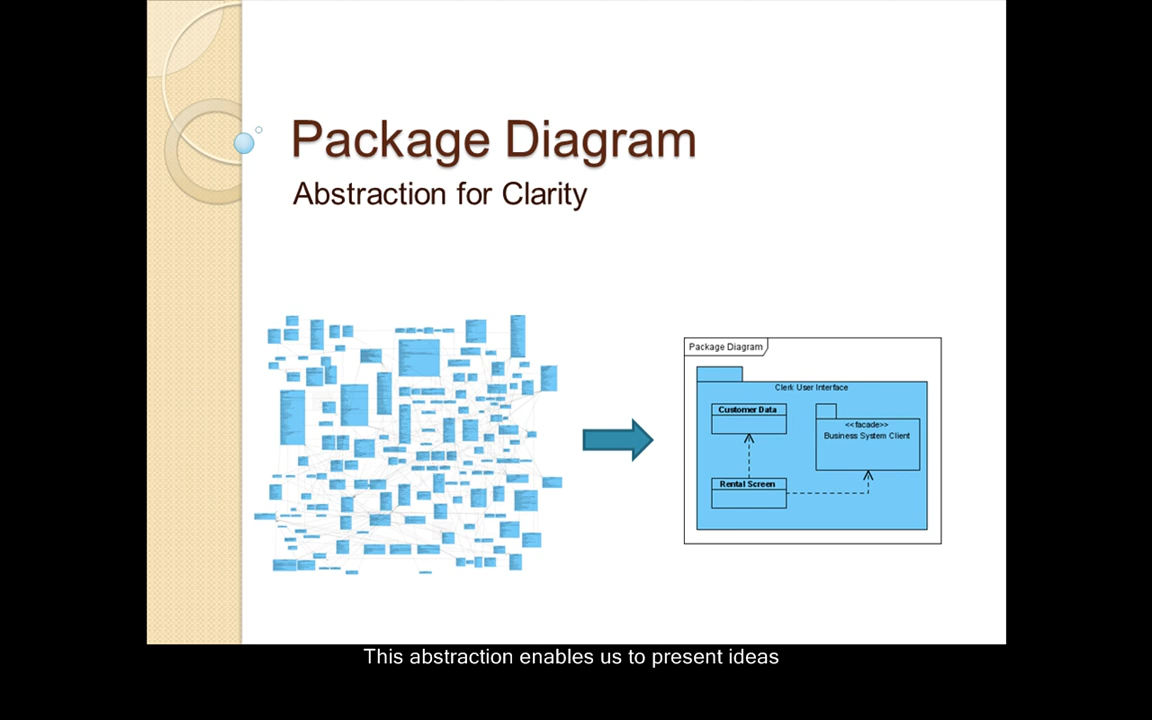 Package Diagram
Abstraction for Clarity
Package Diagram
Clerk User Interface
Customer Data
<<facade>>
Business System Client
Rental Screen
This abstraction enables us to present ideas